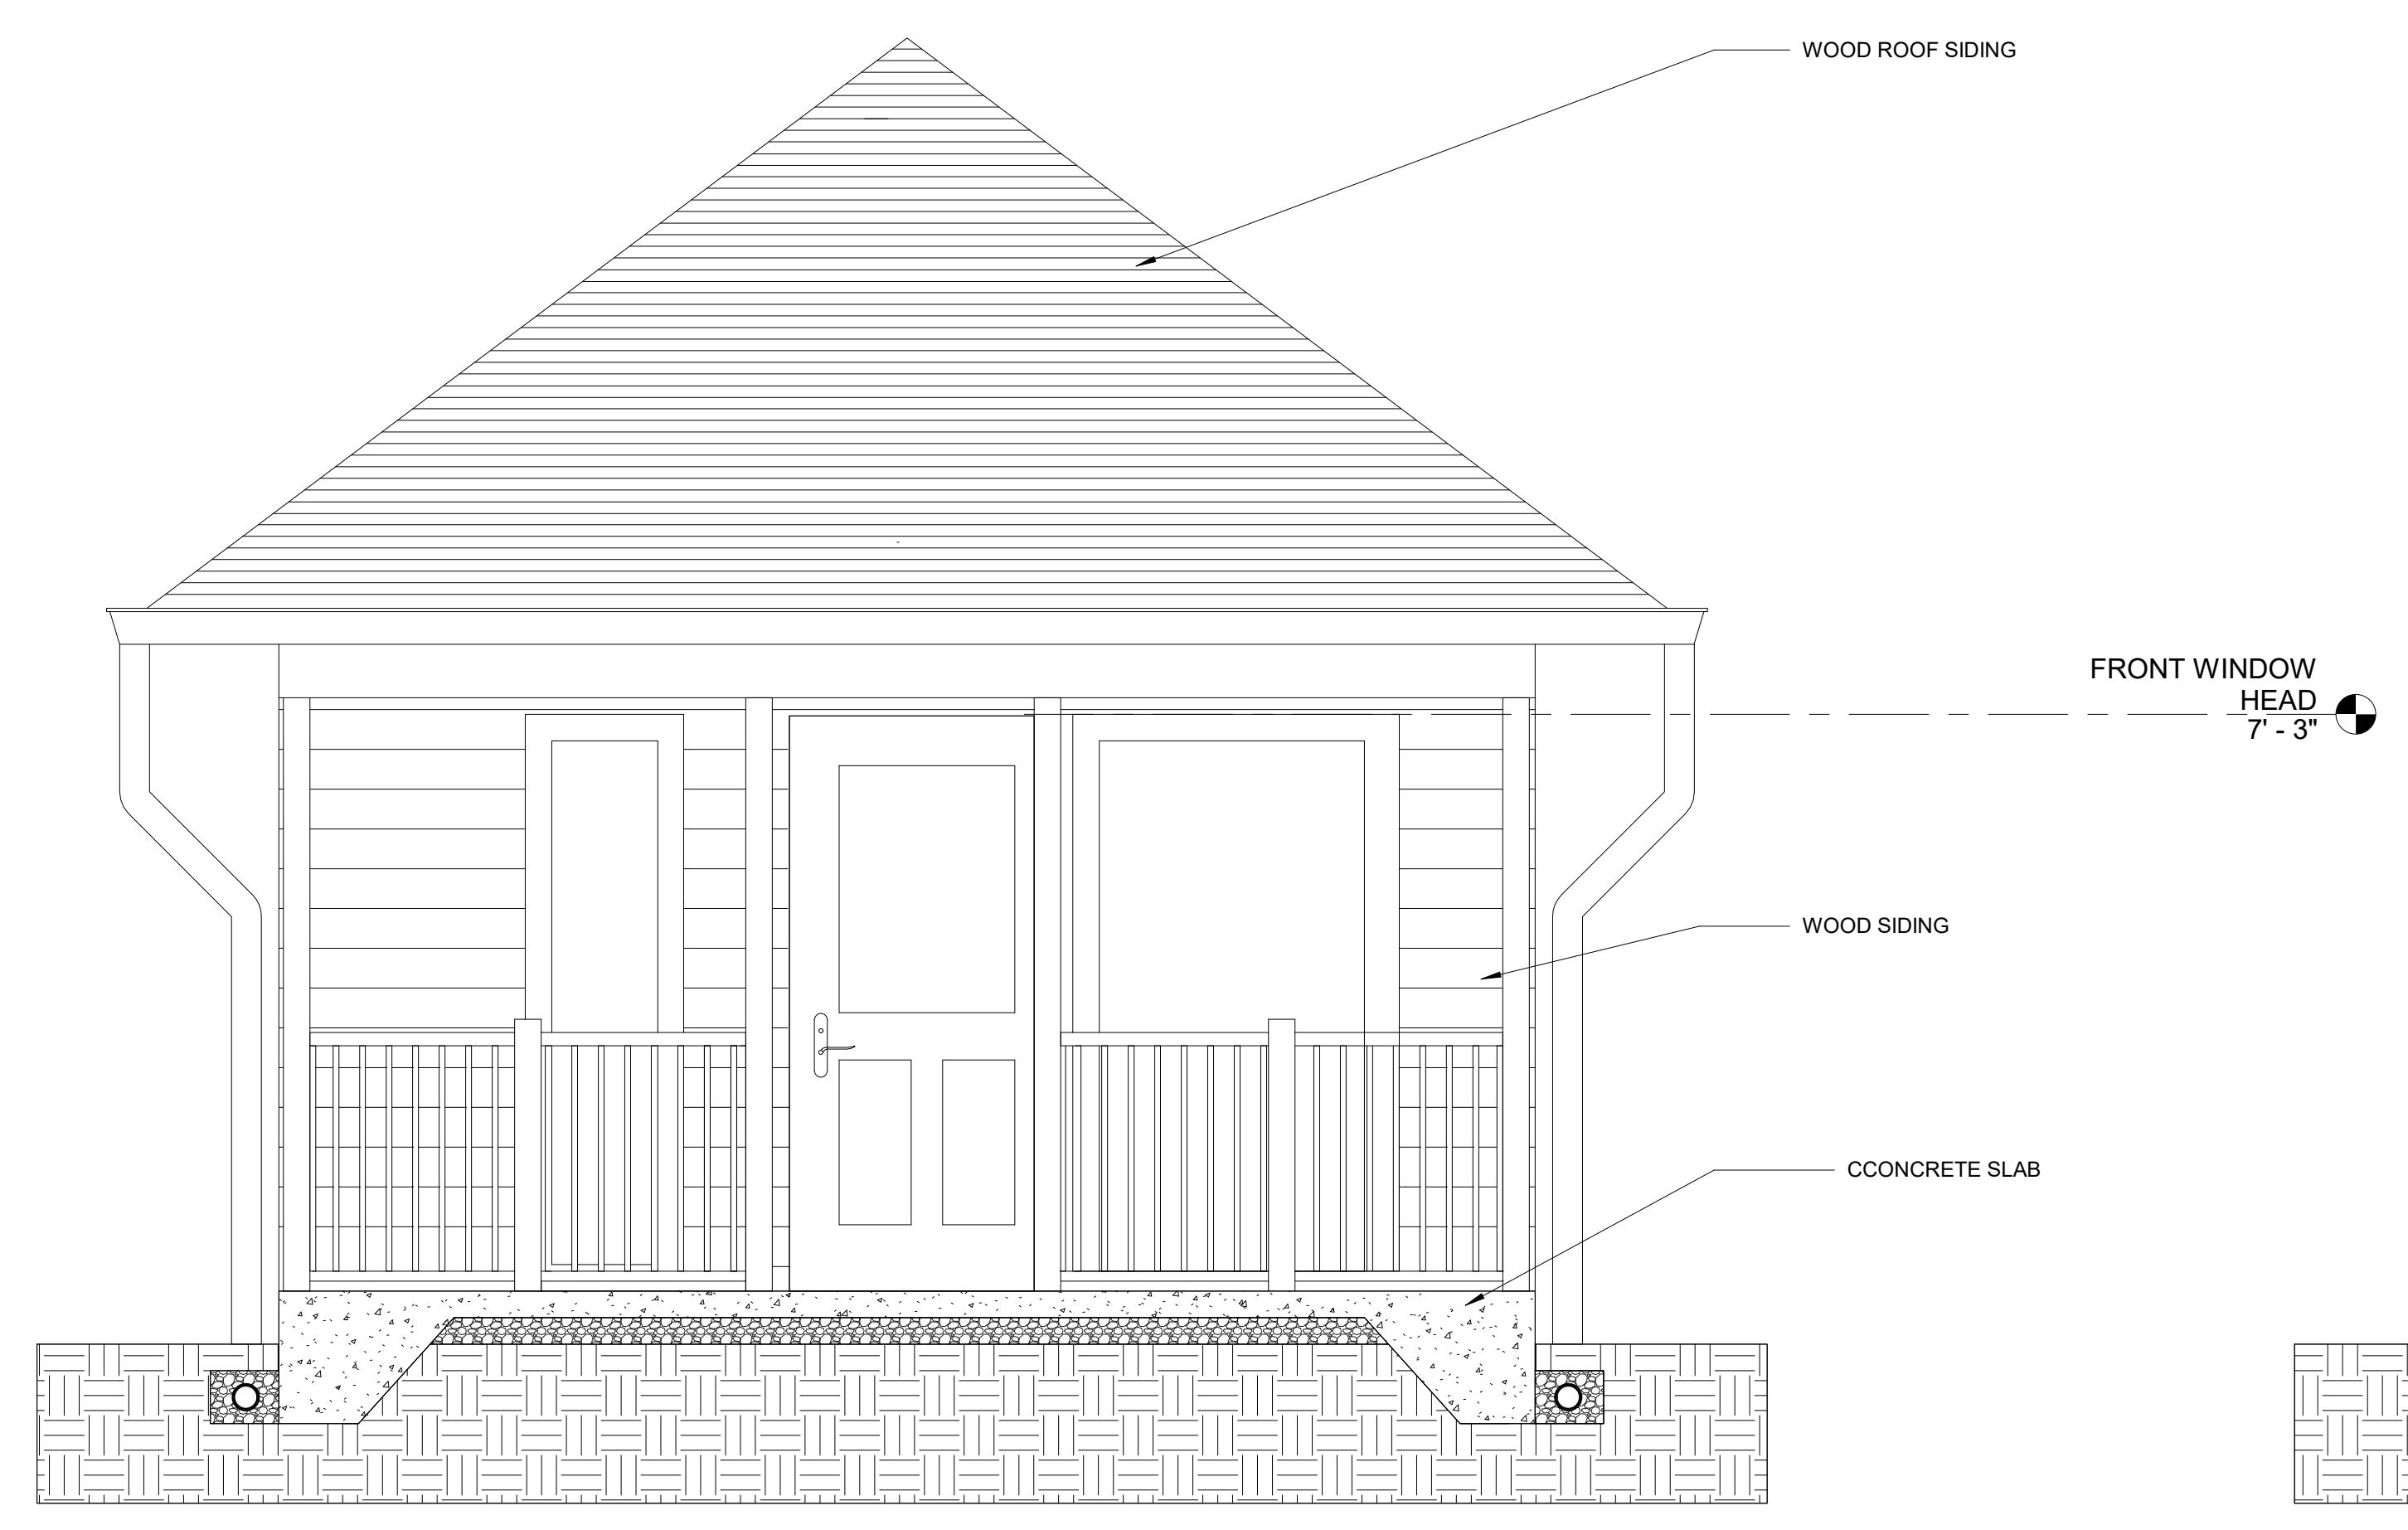 WOOD ROOF SIDING
FRONT WINDOW
HEAD
7' - 3"
WOOD SIDING
CCONCRETE SLAB